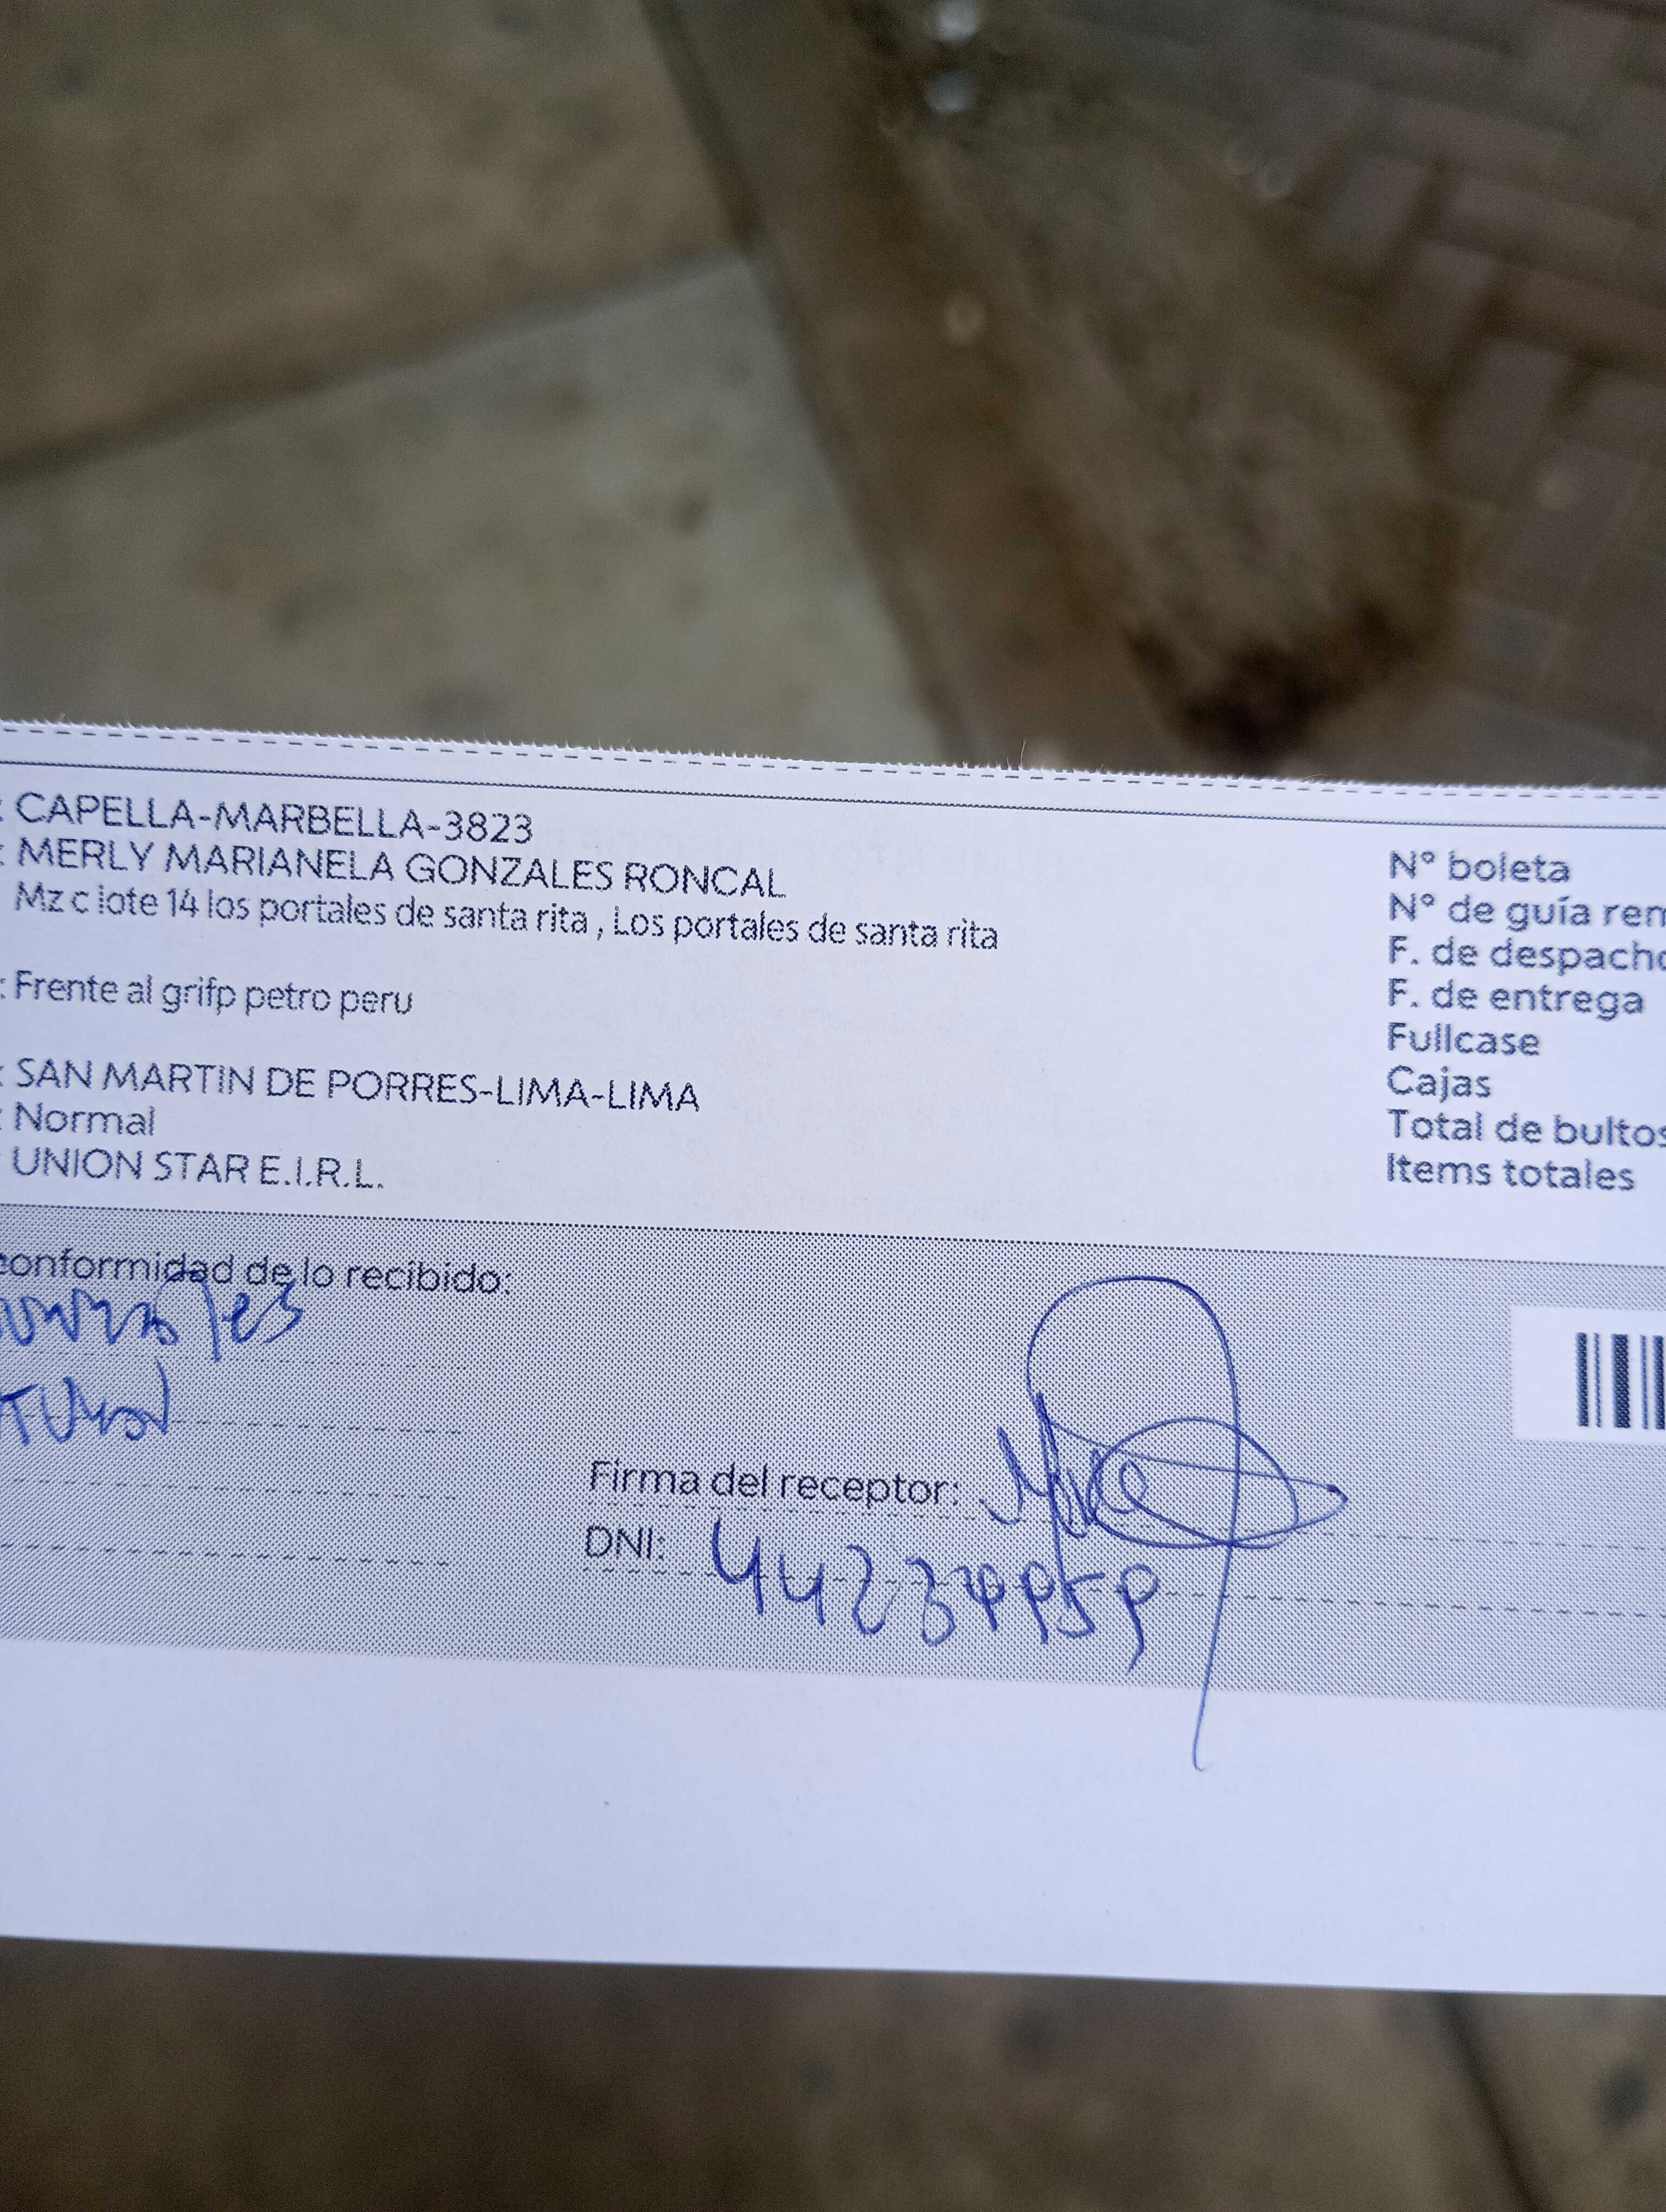 : CAPELLA-MARBELLA-3823
: MERLY MARIANELA GONZALES RONCAL
Mz c lote 14 los portales de santa rita , Los portales de santa rita
: Frente al grifp petro peru
: SAN MARTIN DE PORRES-LIMA-LIMA
: Normal
: UNION STAR E.I.R.L.
N° boleta
N° de guía rem
F. de despacho
F. de entrega
Fullcase
Cajas
Total de bultos
Items totales
conformidad de lo recibido:
Firma del receptor:
DNI: